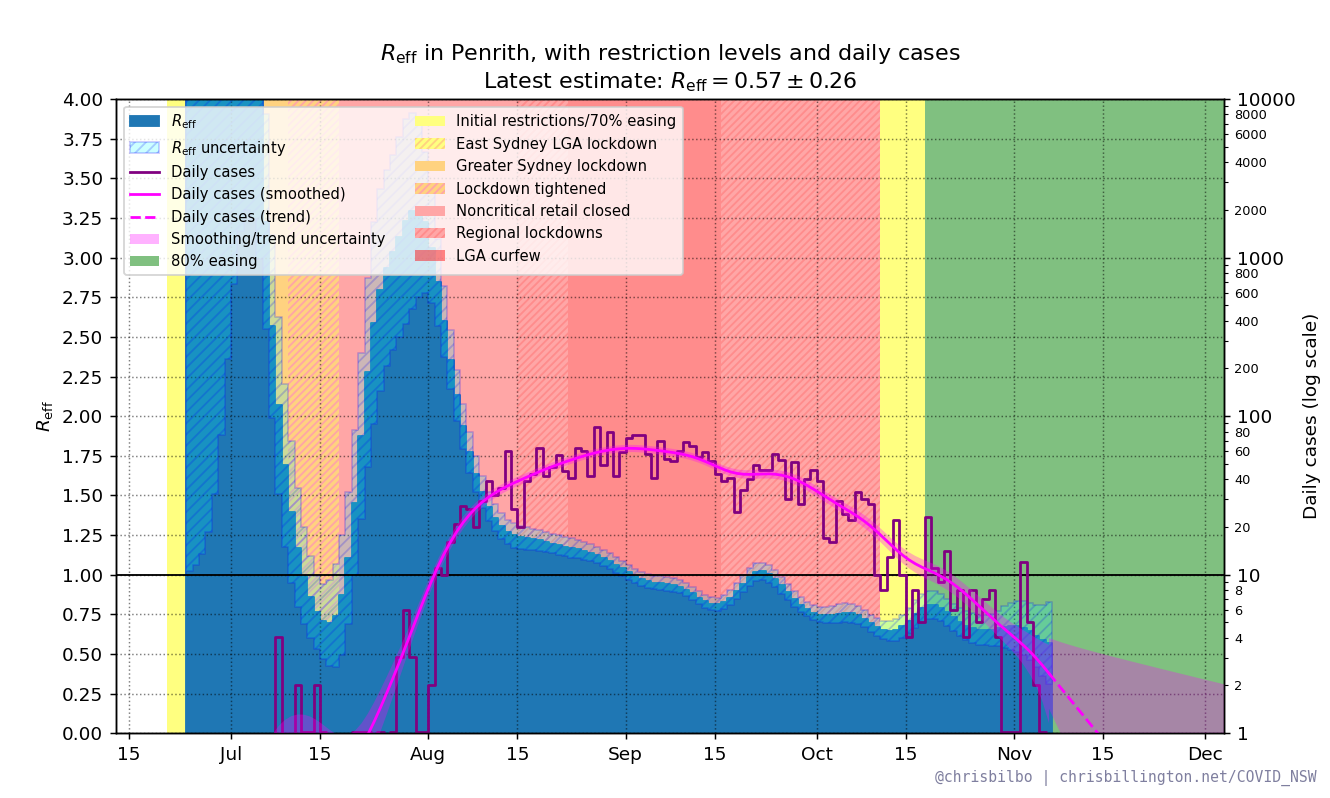 Reff in Penrith, with restriction levels and daily cases
Latest estimate: Reff = 0.57 ± 0.26
Reff
Reff uncertainty
Daily cases
Daily cases (smoothed)
Daily cases (trend)
Smoothing/trend uncertainty
80% easing
Initial restrictions/70% easing
East Sydney LGA lockdown
Greater Sydney lockdown
Lockdown tightened
Noncritical retail closed
Regional lockdowns
LGA curfew
Reff
4.00
3.75
3.50
3.25
3.00
2.75
2.50
2.25
2.00
1.75
1.50
1.25
1.00
0.75
0.50
0.25
0.00
10000
8000
6000
4000
2000
1000
800
600
400
200
100
80
60
40
20
10
8
6
4
2
1
Daily cases (log scale)
15 Jul 15 Aug 15 Sep 15 Oct 15 Nov 15 Dec
@chrisbilbo | chrisbillington.net/COVID_NSW